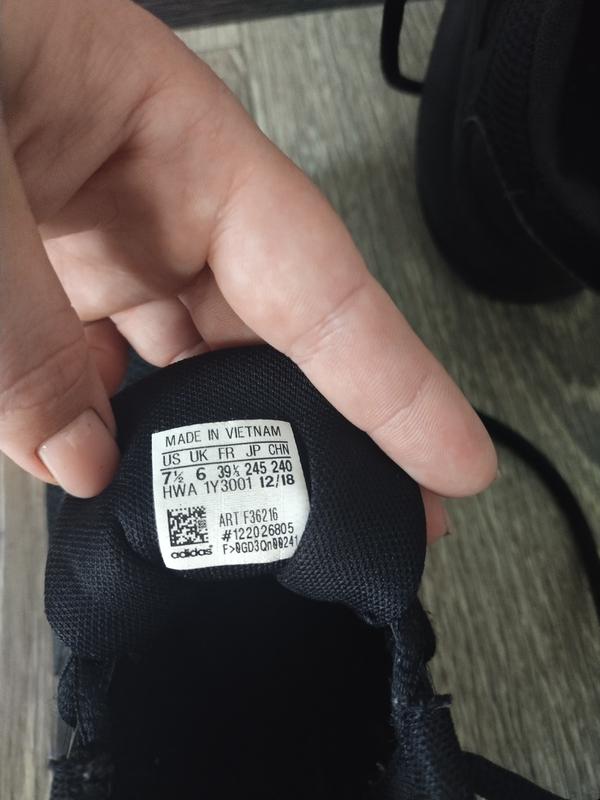 MADE IN VIETNAM
US UK FR JP CHN
7½ 6 39⅓ 245 240
HWA 1Y3001 12/18
ART F36216
#122026805
adidas